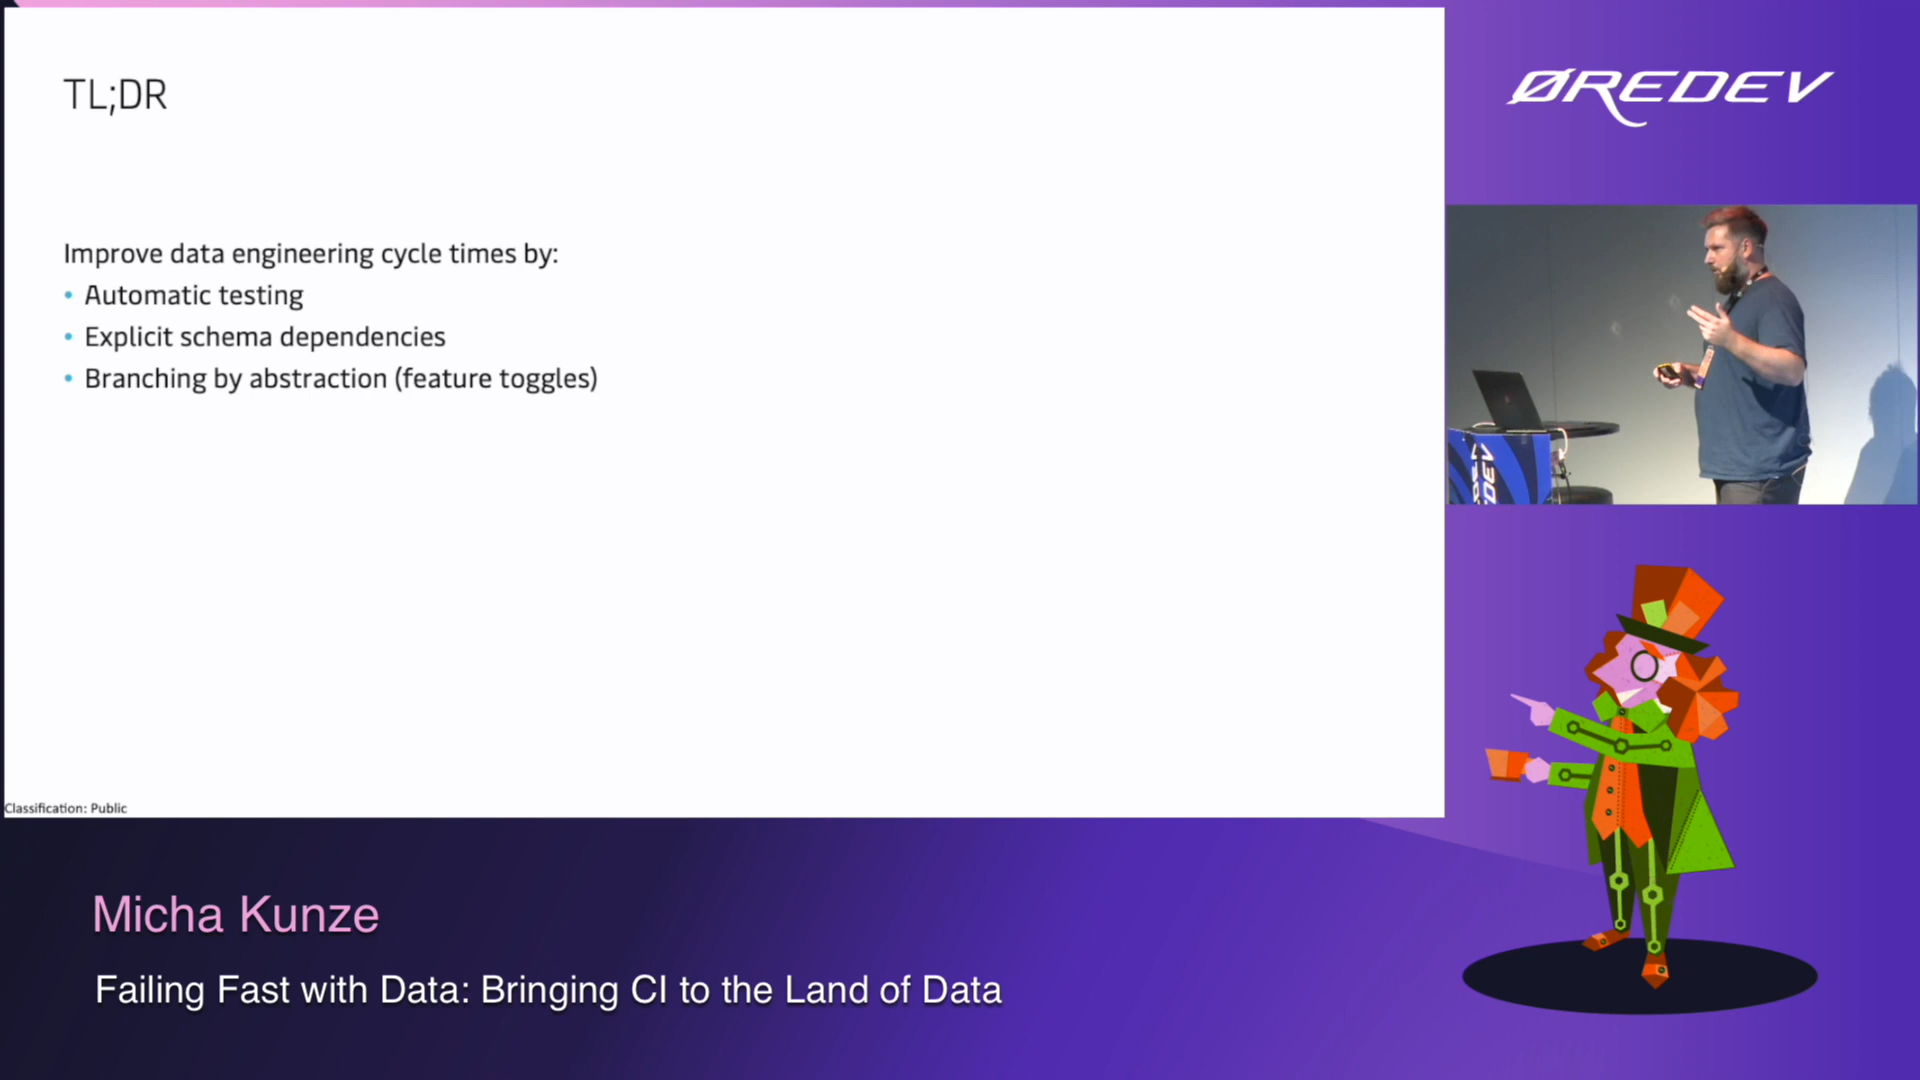 TL;DR
Improve data engineering cycle times by:
• Automatic testing
• Explicit schema dependencies
• Branching by abstraction (feature toggles)
Classification: Public
ØREDEV
Micha Kunze
Failing Fast with Data: Bringing CI to the Land of Data